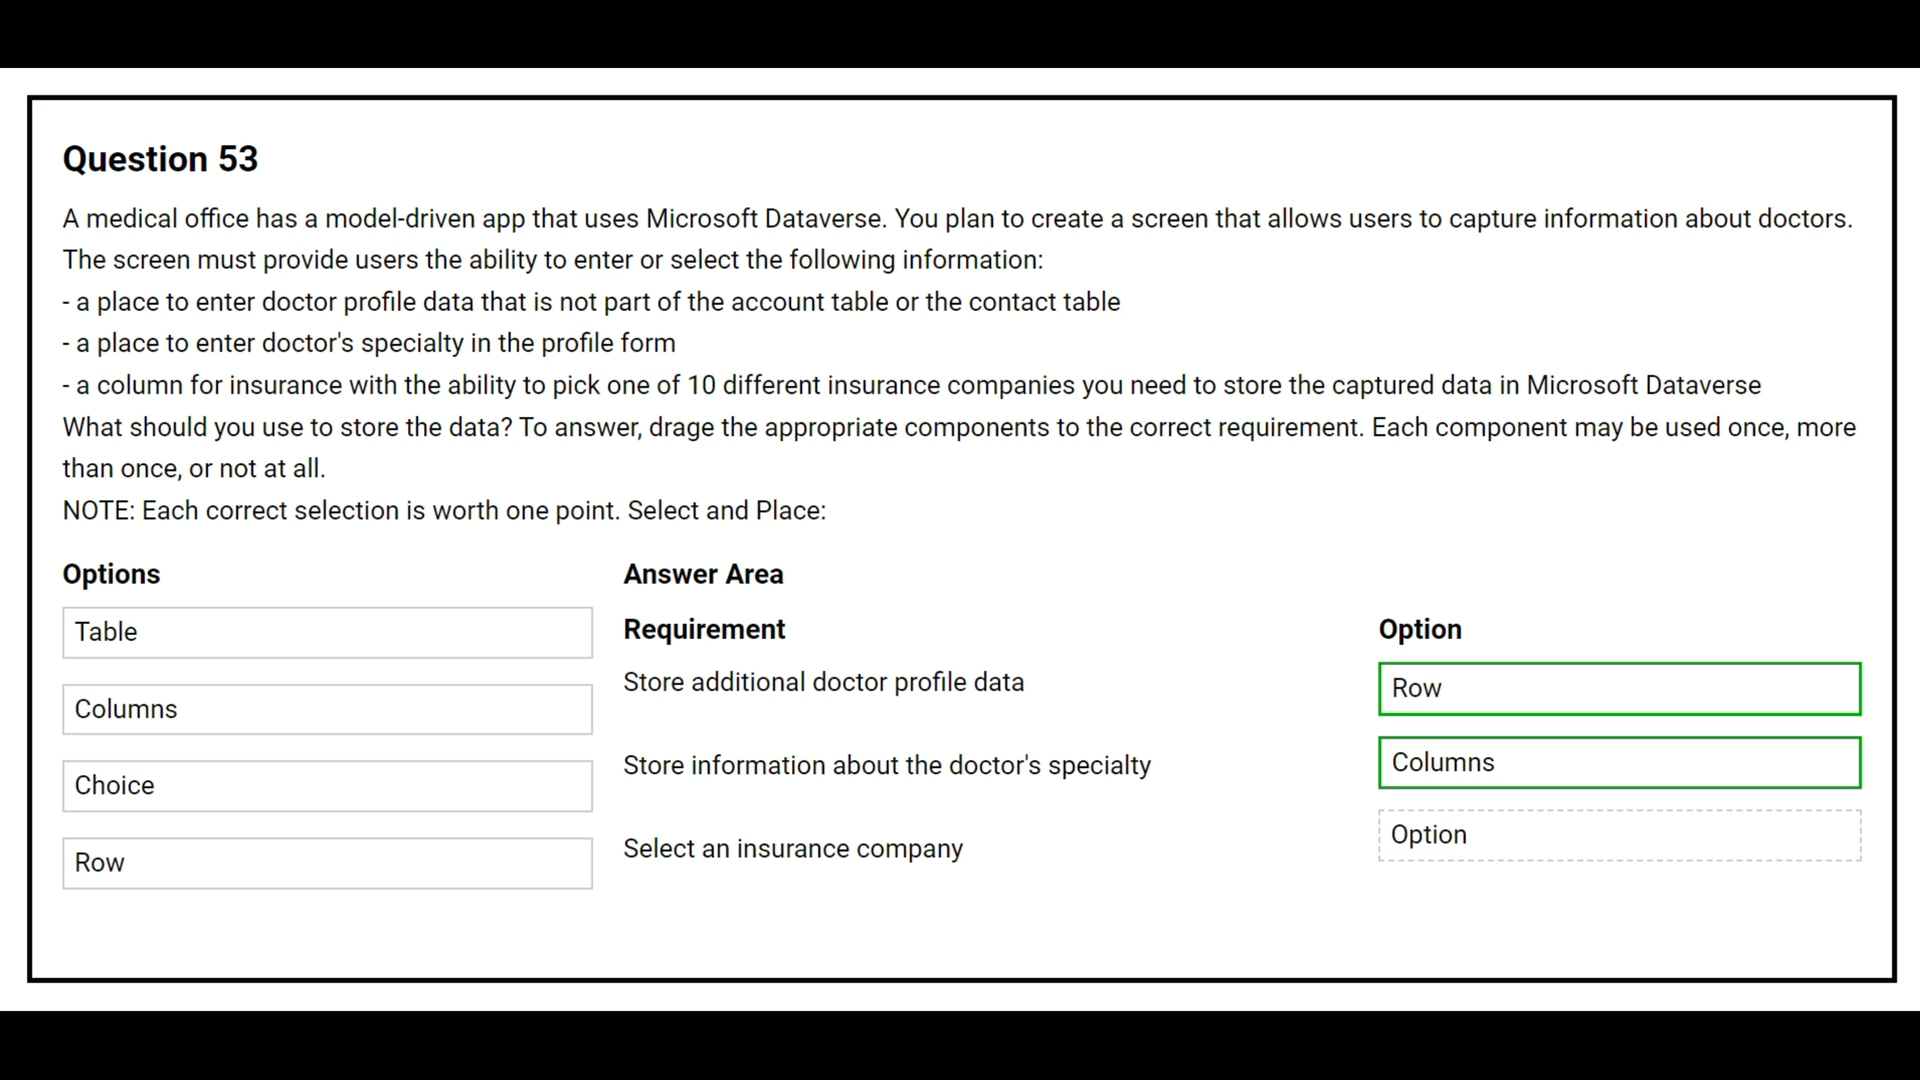 Question 53
A medical office has a model-driven app that uses Microsoft Dataverse. You plan to create a screen that allows users to capture information about doctors.
The screen must provide users the ability to enter or select the following information:
- a place to enter doctor profile data that is not part of the account table or the contact table
- a place to enter doctor's specialty in the profile form
- a column for insurance with the ability to pick one of 10 different insurance companies you need to store the captured data in Microsoft Dataverse
What should you use to store the data? To answer, drage the appropriate components to the correct requirement. Each component may be used once, more
than once, or not at all.
NOTE: Each correct selection is worth one point. Select and Place:
Options
Table
Columns
Choice
Row
Answer Area
Requirement
Option
Store additional doctor profile data
Row
Store information about the doctor's specialty
Columns
Select an insurance company
Option